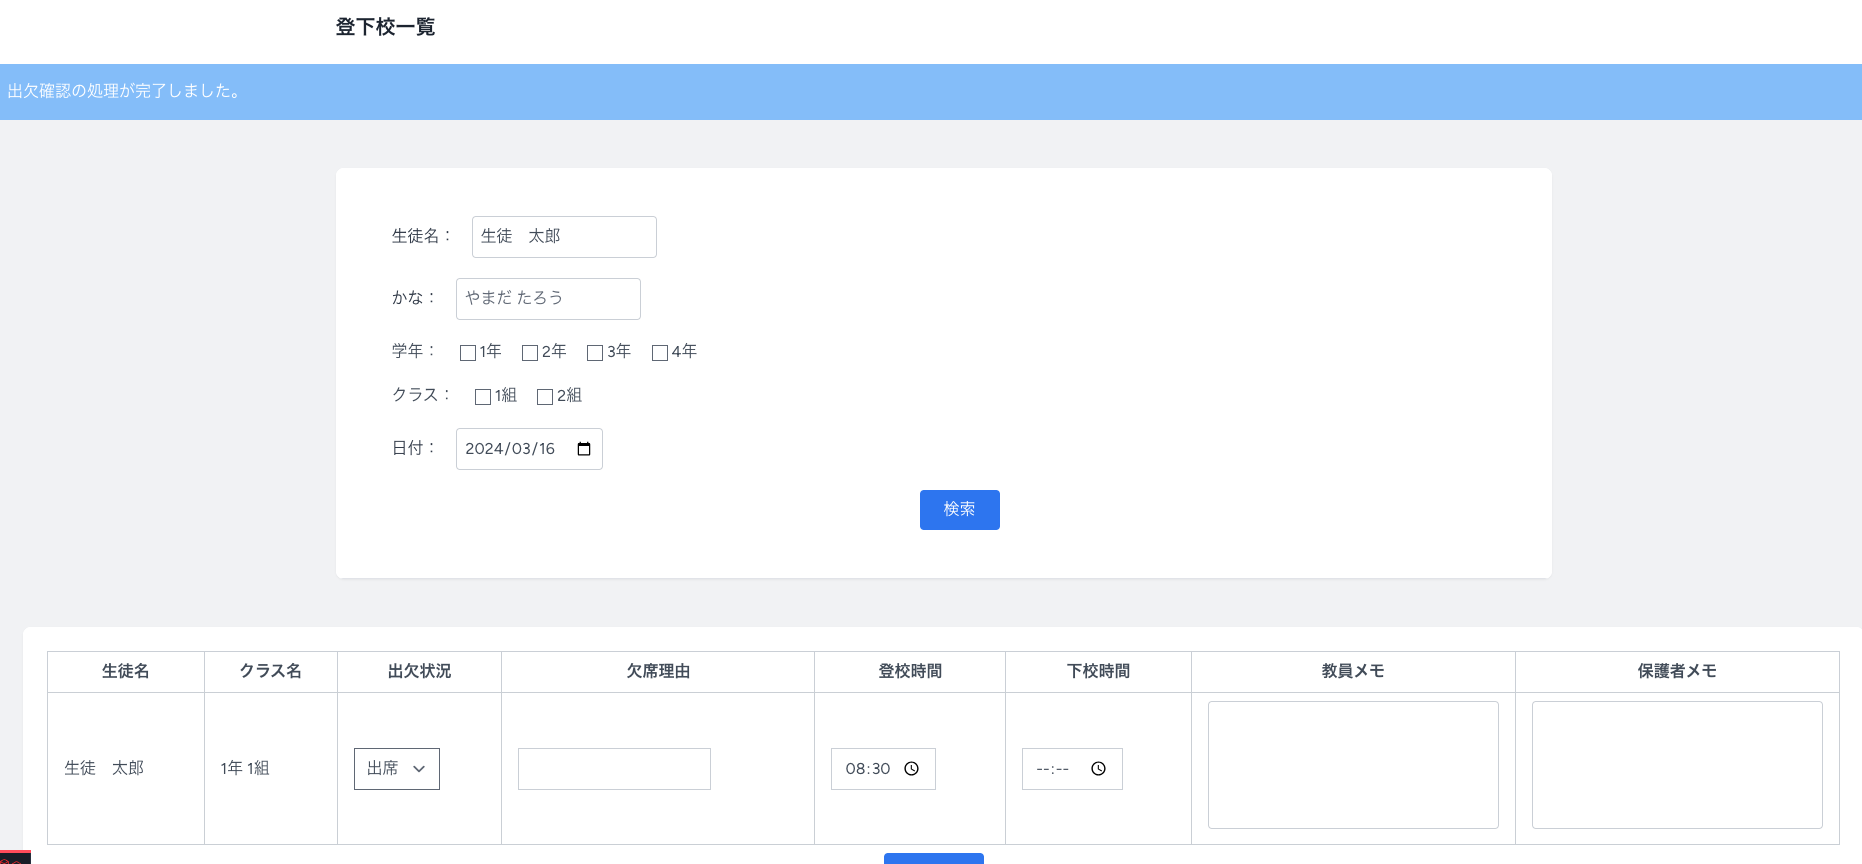 登下校一覧
出欠確認の処理が完了しました。
生徒名： 生徒　太郎
かな： やまだ たろう
学年： 1年 2年 3年 4年
クラス： 1組 2組
日付： 2024/03/16
検索
生徒名 クラス名 出欠状況 欠席理由 登校時間 下校時間 教員メモ 保護者メモ
生徒　太郎 1年 1組 出席 08:30 --:--